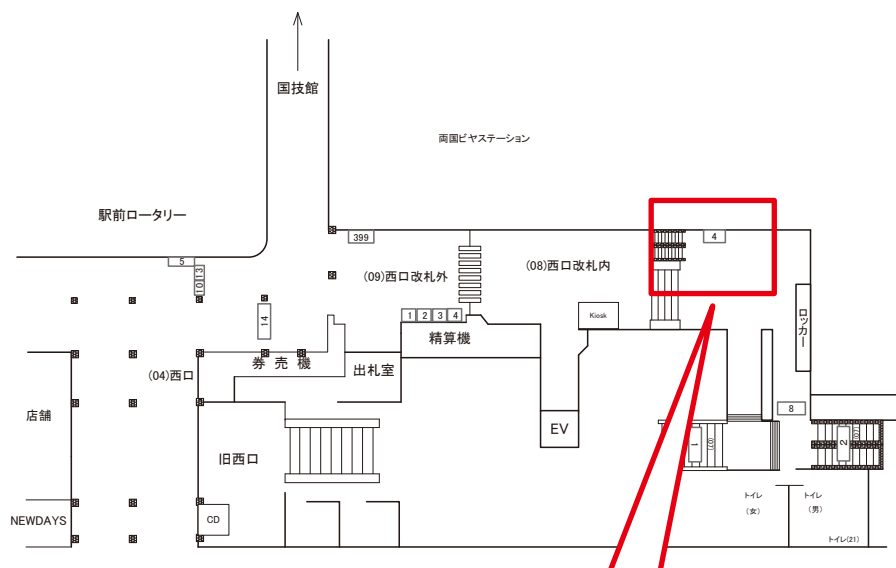 国技館
両国ビヤステーション
駅前ロータリー
399
4
5
10 13
(09)西口改札外
(08)西口改札内
14
1 2 3 4
Kiosk
ロッカー
精算機
券売機
出札室
(04)西口
店舗
8
EV
1
(07)
2
(07)
旧西口
トイレ
(女)
トイレ
(男)
NEWDAYS
CD
トイレ(21)